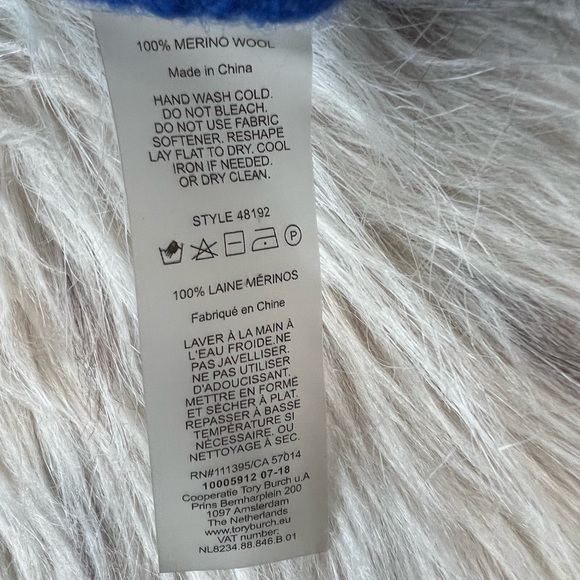 100% MERINO WOOL
Made in China
HAND WASH COLD.
DO NOT BLEACH.
DO NOT USE FABRIC
SOFTENER. RESHAPE
LAY FLAT TO DRY. COOL
IRON IF NEEDED.
OR DRY CLEAN.
STYLE 48192
P
100% LAINE MÉRINOS
Fabriqué en Chine
LAVER À LA MAIN À
L'EAU FROIDE.NE
PAS JAVELLISER.
NE PAS UTILISER
D'ADOUCISSANT.
METTRE EN FORME
ET SÉCHER À PLAT.
REPASSER À BASSE
TEMPÉRATURE SI
NÉCESSAIRE. OU
NETTOYAGE À SEC.
RN#111395/CA 57014
10005912 07-18
Cooperatie Tory Burch u.A
Prins Bernharplein 200
1097 Amsterdam
The Netherlands
www.toryburch.eu
VAT number:
NL8234.88.846.B.01